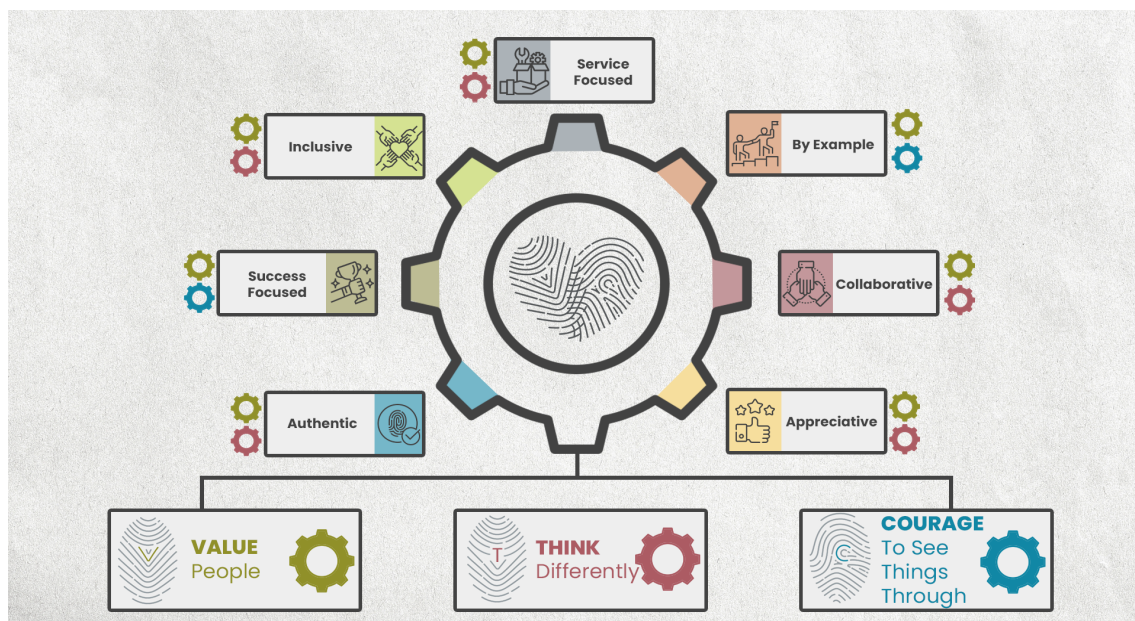 Service
Focused
Inclusive
By Example
Success
Focused
Collaborative
Authentic
Appreciative
V
VALUE
People
T
THINK
Differently
C
COURAGE
To See
Things
Through